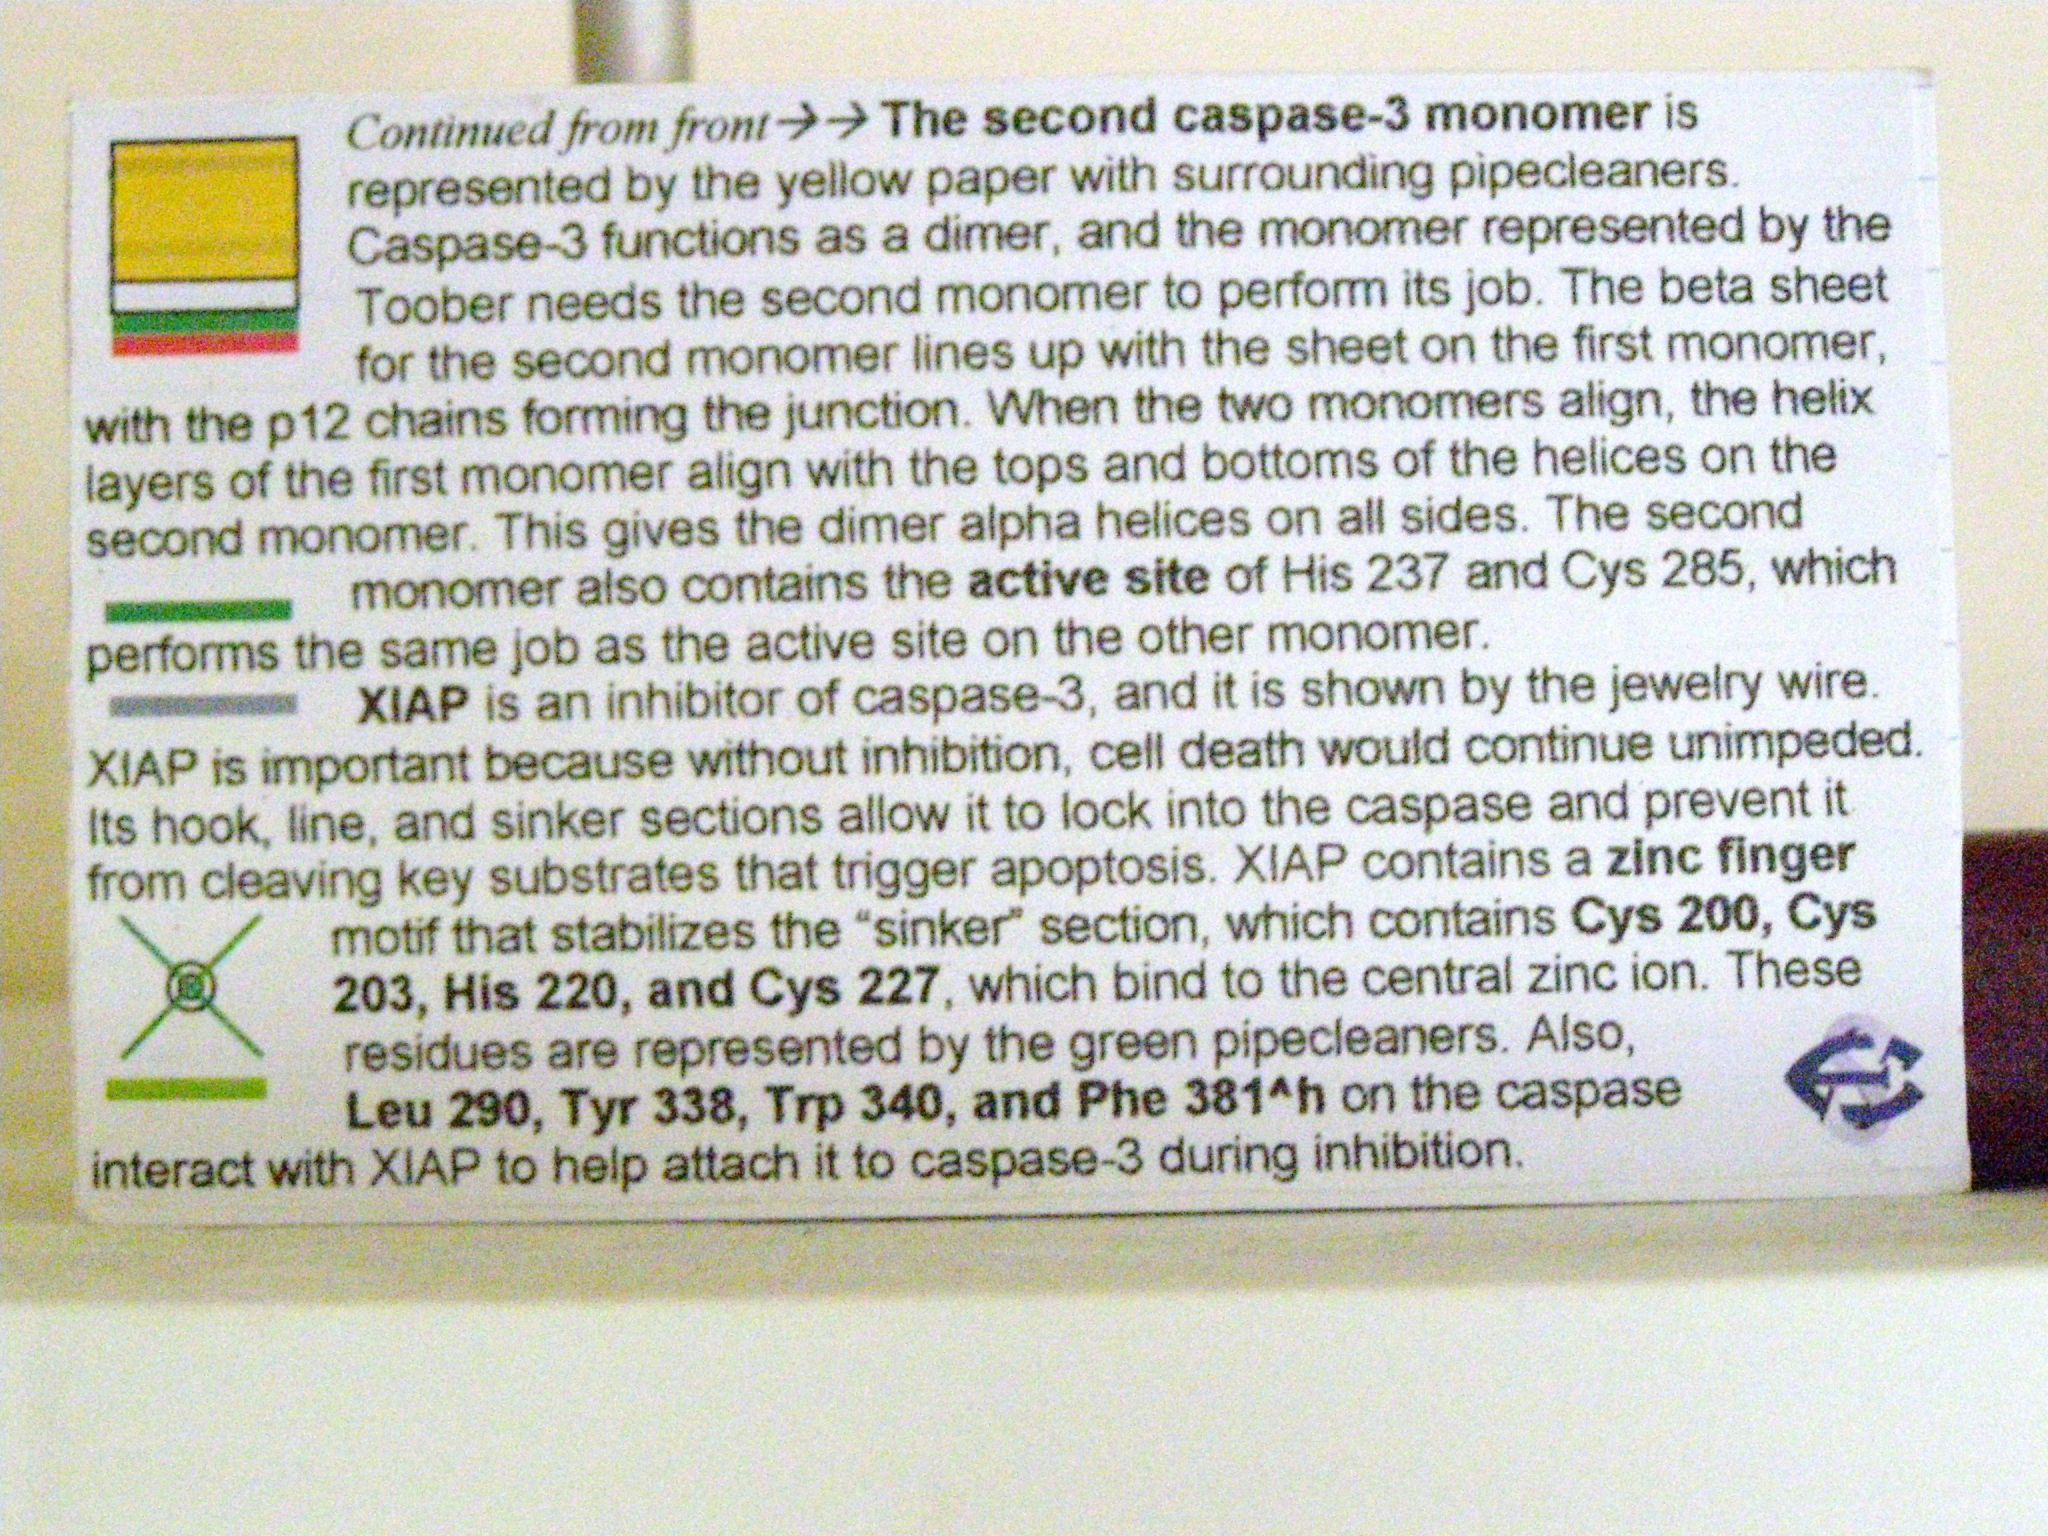 Continued from front→→ The second caspase-3 monomer is
represented by the yellow paper with surrounding pipecleaners.
Caspase-3 functions as a dimer, and the monomer represented by the
Toober needs the second monomer to perform its job. The beta sheet
for the second monomer lines up with the sheet on the first monomer,
with the p12 chains forming the junction. When the two monomers align, the helix
layers of the first monomer align with the tops and bottoms of the helices on the
second monomer. This gives the dimer alpha helices on all sides. The second
monomer also contains the active site of His 237 and Cys 285, which
performs the same job as the active site on the other monomer.
XIAP is an inhibitor of caspase-3, and it is shown by the jewelry wire.
XIAP is important because without inhibition, cell death would continue unimpeded.
Its hook, line, and sinker sections allow it to lock into the caspase and prevent it
from cleaving key substrates that trigger apoptosis. XIAP contains a zinc finger
motif that stabilizes the “sinker” section, which contains Cys 200, Cys
203, His 220, and Cys 227, which bind to the central zinc ion. These
residues are represented by the green pipecleaners. Also,
Leu 290, Tyr 338, Trp 340, and Phe 381^h on the caspase
interact with XIAP to help attach it to caspase-3 during inhibition.